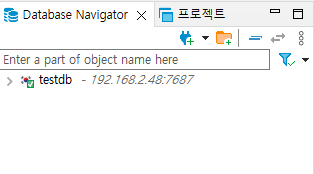 Database Navigator 프로젝트
Enter a part of object name here
testdb - 192.168.2.48:7687